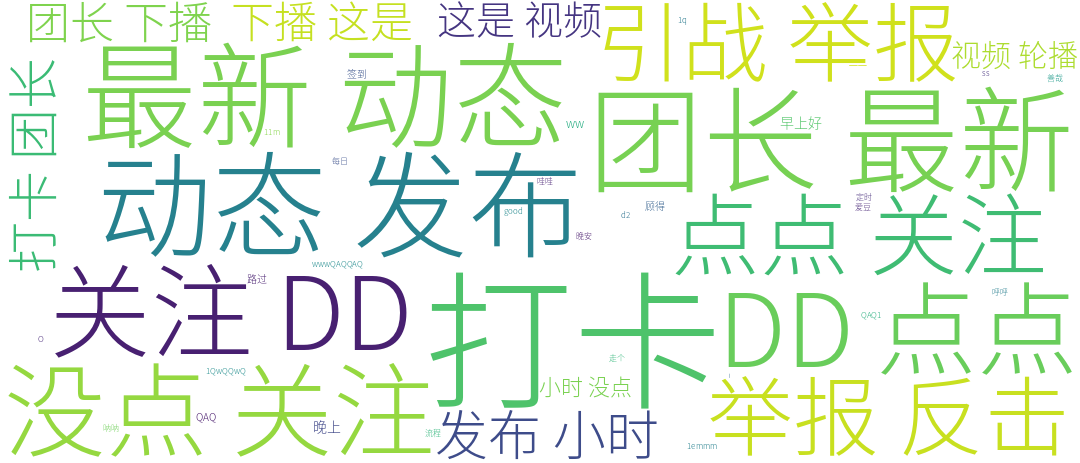 团长 下播
下播 这是
这是 视频
引战 举报
1q
视频 轮播
ss
善哉
最新 动态
签到
11m
ww
团长 最新
早上好
打卡 团长
动态 发布
每日
哇哇
good
晚安
d2
顾得
定时
爱豆
点点 关注
wwwQAQQAQ
关注 DD
路过
O
打卡 DD
QAQ1
呼呼
点点
走个
1QwQQwQ
小时 没点
没点 关注
QAQ
呐呐
晚上
流程
发布 小时
举报 反击
1emmm